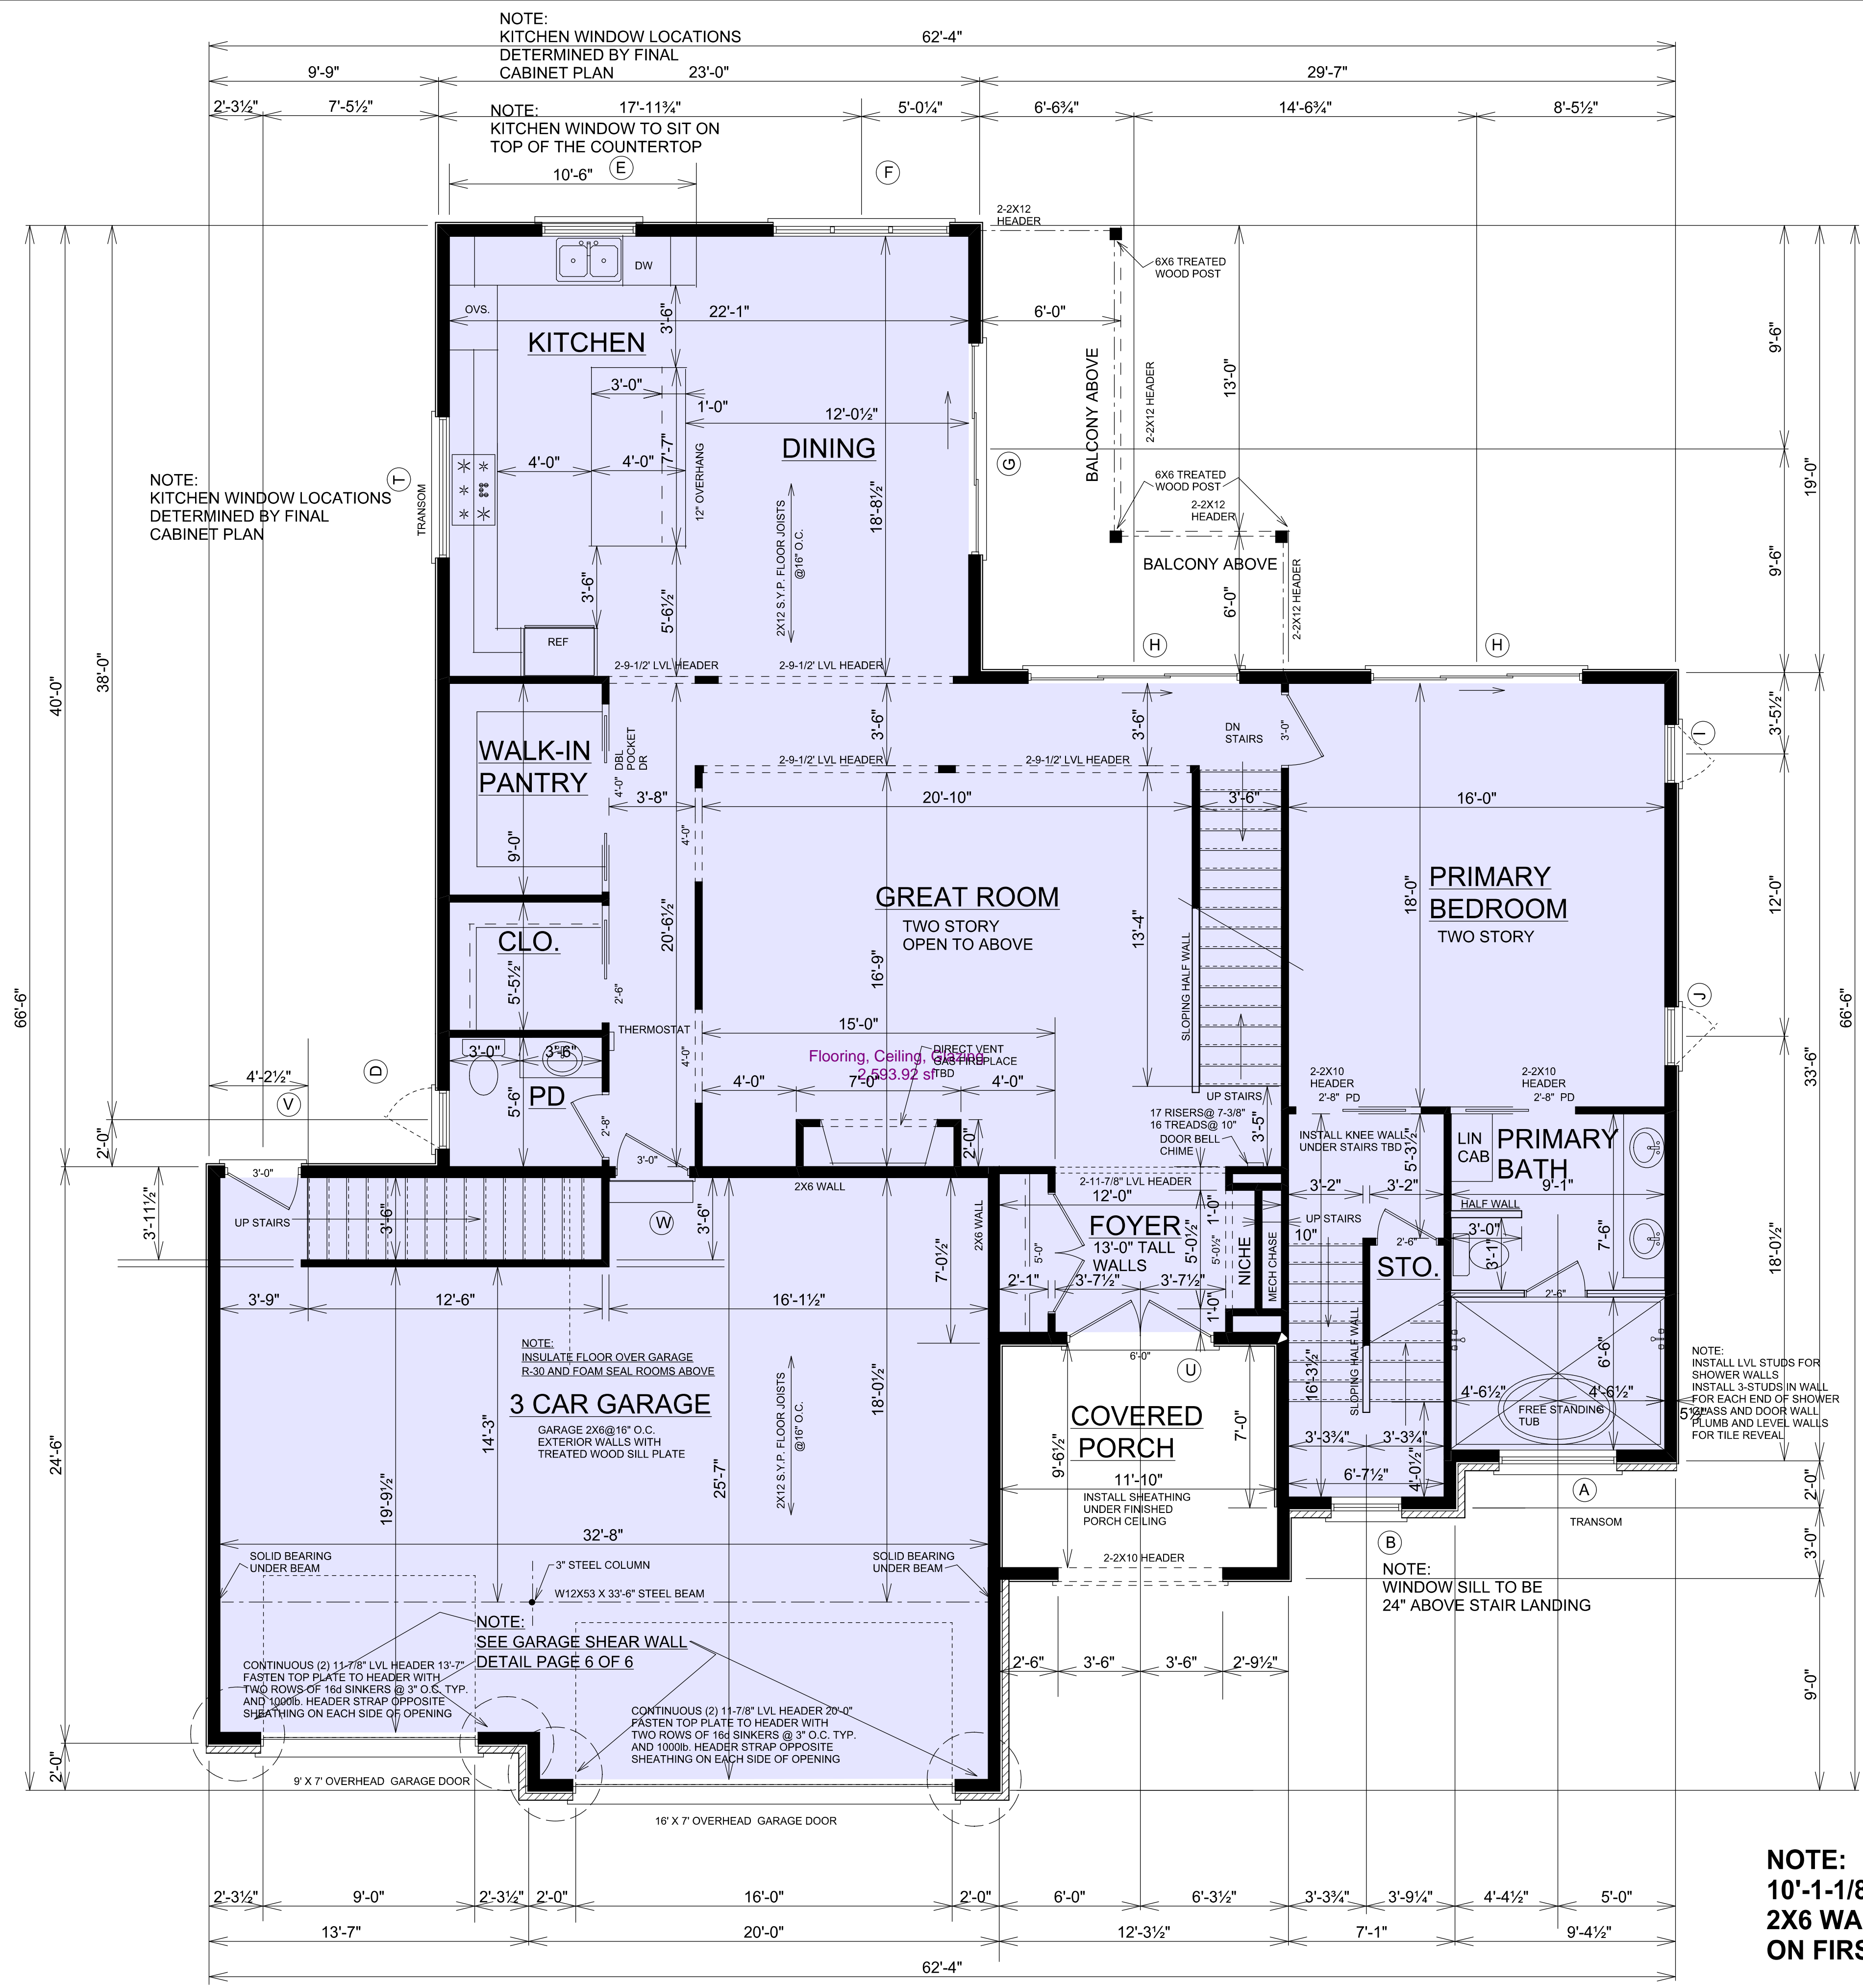 NOTE:
KITCHEN WINDOW LOCATIONS
DETERMINED BY FINAL
CABINET PLAN
62'-4"
9'-9"
23'-0"
29'-7"
2'-3½"
7'-5½"
17'-11¾"
5'-0¼"
6'-6¾"
14'-6¾"
8'-5½"
NOTE:
KITCHEN WINDOW TO SIT ON
TOP OF THE COUNTERTOP
10'-6"
E
F
2-2X12
HEADER
6X6 TREATED
WOOD POST
DW
OVS.
KITCHEN
3'-6"
22'-1"
6'-0"
BALCONY ABOVE
2-2X12 HEADER
13'-0"
9'-6"
19'-0"
3'-0"
1'-0"
12'-0½"
DINING
4'-0"
4'-0"
7'-7"
12" OVERHANG
18'-8½"
2X12 S.Y.P. FLOOR JOISTS
@16" O.C.
G
T
TRANSOM
NOTE:
KITCHEN WINDOW LOCATIONS
DETERMINED BY FINAL
CABINET PLAN
6X6 TREATED
WOOD POST
2-2X12
HEADER
BALCONY ABOVE
6'-0"
2-2X12 HEADER
9'-6"
3'-6"
5'-6½"
REF
2-9-1/2' LVL HEADER
2-9-1/2' LVL HEADER
H
H
66'-6"
40'-0"
38'-0"
WALK-IN
PANTRY
9'-0"
4'-0" DBL
POCKET
DR
3'-8"
3'-6"
3'-6"
DN
STAIRS
3'-0"
2-9-1/2' LVL HEADER
2-9-1/2' LVL HEADER
20'-10"
3'-6"
16'-0"
3'-5½"
I
4'-0"
GREAT ROOM
TWO STORY
OPEN TO ABOVE
PRIMARY
BEDROOM
TWO STORY
18'-0"
12'-0"
CLO.
5'-5½"
2'-6"
20'-6½"
16'-9"
13'-4"
SLOPING HALF WALL
J
33'-6"
66'-6"
THERMOSTAT
15'-0"
4'-0"
Flooring, Ceiling, Glazing
2,593.92 sf
DIRECT VENT
GAS FIREPLACE
TBD
4'-0"
7'-0"
4'-0"
3'-0"
3'-6"
PD
5'-6"
2'-8"
3'-0"
D
V
4'-2½"
2'-0"
2'-0"
UP STAIRS
17 RISERS@ 7-3/8"
16 TREADS@ 10"
DOOR BELL
CHIME
3'-5"
2-2X10
HEADER
2'-8" PD
2-2X10
HEADER
2'-8" PD
INSTALL KNEE WALL
UNDER STAIRS TBD
5'-3½"
LIN
CAB
PRIMARY
BATH
9'-1"
3'-2"
3'-2"
HALF WALL
3'-0"
3'-1"
7'-6"
18'-0½"
3'-0"
3'-11½"
UP STAIRS
3'-6"
W
3'-6"
2X6 WALL
2X6 WALL
7'-0½"
2-11-7/8" LVL HEADER
12'-0"
FOYER
13'-0" TALL
WALLS
5'-0"
2'-1"
3'-7½"
3'-7½"
1'-0"
5'-0½"
5'-0½"
1'-0"
NICHE
MECH CHASE
UP STAIRS
10"
2'-6"
STO.
2'-6"
6'-0"
U
3'-9"
12'-6"
16'-1½"
NOTE:
INSULATE FLOOR OVER GARAGE
R-30 AND FOAM SEAL ROOMS ABOVE
3 CAR GARAGE
GARAGE 2X6@16" O.C.
EXTERIOR WALLS WITH
TREATED WOOD SILL PLATE
14'-3"
2X12 S.Y.P. FLOOR JOISTS
@16" O.C.
18'-0½"
COVERED
PORCH
9'-6½"
7'-0"
11'-10"
INSTALL SHEATHING
UNDER FINISHED
PORCH CEILING
16'-3½"
SLOPING HALF WALL
3'-3¾"
3'-3¾"
6'-7½"
4'-0½"
6'-6"
4'-6½"
4'-6½"
FREE STANDING
TUB
5½"
NOTE:
INSTALL LVL STUDS FOR
SHOWER WALLS
INSTALL 3-STUDS IN WALL
FOR EACH END OF SHOWER
GLASS AND DOOR WALL
PLUMB AND LEVEL WALLS
FOR TILE REVEAL
A
TRANSOM
B
NOTE:
WINDOW SILL TO BE
24" ABOVE STAIR LANDING
2'-0"
3'-0"
9'-0"
24'-6"
19'-9½"
25'-7"
32'-8"
SOLID BEARING
UNDER BEAM
3" STEEL COLUMN
W12X53 X 33'-6" STEEL BEAM
SOLID BEARING
UNDER BEAM
2-2X10 HEADER
NOTE:
SEE GARAGE SHEAR WALL
DETAIL PAGE 6 OF 6
CONTINUOUS (2) 11-7/8" LVL HEADER 13'-7"
FASTEN TOP PLATE TO HEADER WITH
TWO ROWS OF 16d SINKERS @ 3" O.C. TYP.
AND 1000lb. HEADER STRAP OPPOSITE
SHEATHING ON EACH SIDE OF OPENING
CONTINUOUS (2) 11-7/8" LVL HEADER 20'-0"
FASTEN TOP PLATE TO HEADER WITH
TWO ROWS OF 16d SINKERS @ 3" O.C. TYP.
AND 1000lb. HEADER STRAP OPPOSITE
SHEATHING ON EACH SIDE OF OPENING
2'-6"
3'-6"
3'-6"
2'-9½"
2'-0"
9' X 7' OVERHEAD GARAGE DOOR
16' X 7' OVERHEAD GARAGE DOOR
2'-3½"
9'-0"
2'-3½"
2'-0"
16'-0"
2'-0"
6'-0"
6'-3½"
3'-3¾"
3'-9¼"
4'-4½"
5'-0"
13'-7"
20'-0"
12'-3½"
7'-1"
9'-4½"
62'-4"
NOTE:
10'-1-1/8
2X6 WA
ON FIRS